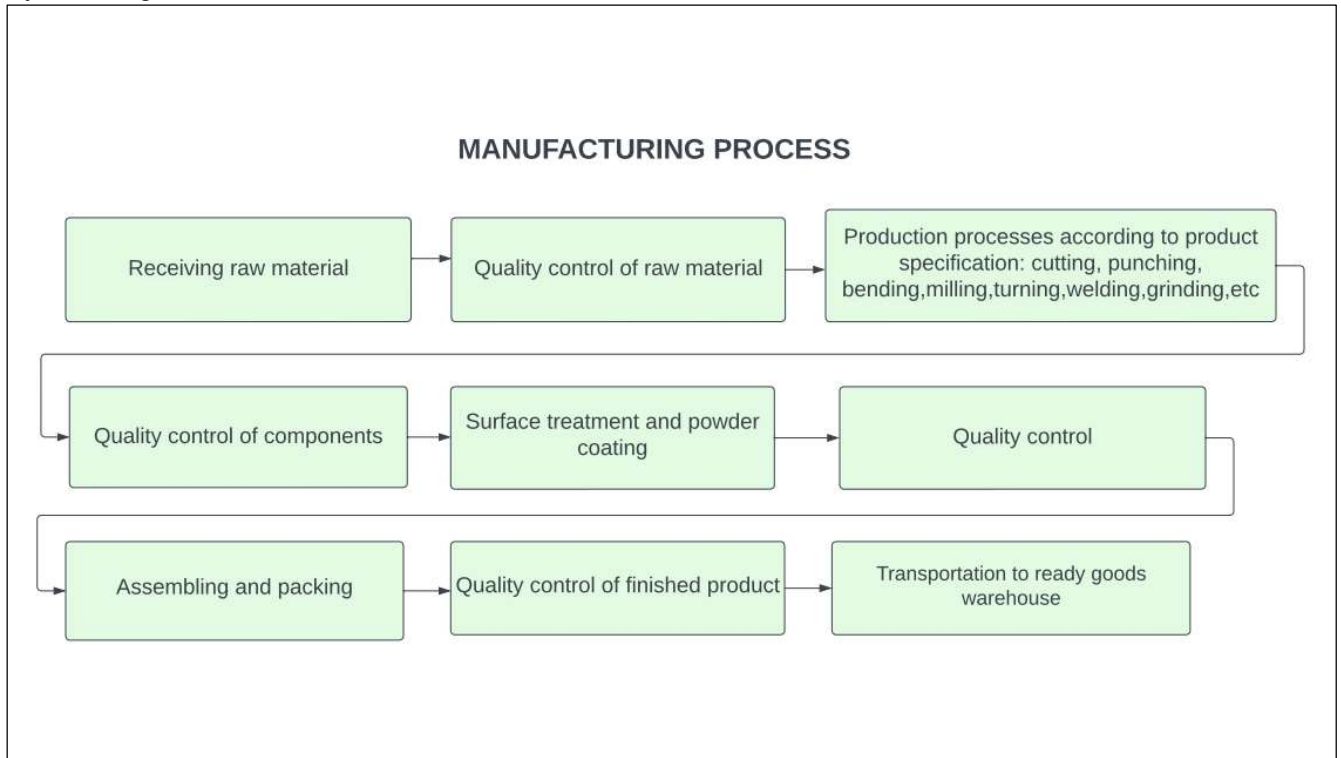 MANUFACTURING PROCESS
Receiving raw material
Quality control of raw material
Production processes according to product
specification: cutting, punching,
bending,milling,turning,welding,grinding,etc
Quality control of components
Surface treatment and powder
coating
Quality control
Assembling and packing
Quality control of finished product
Transportation to ready goods
warehouse